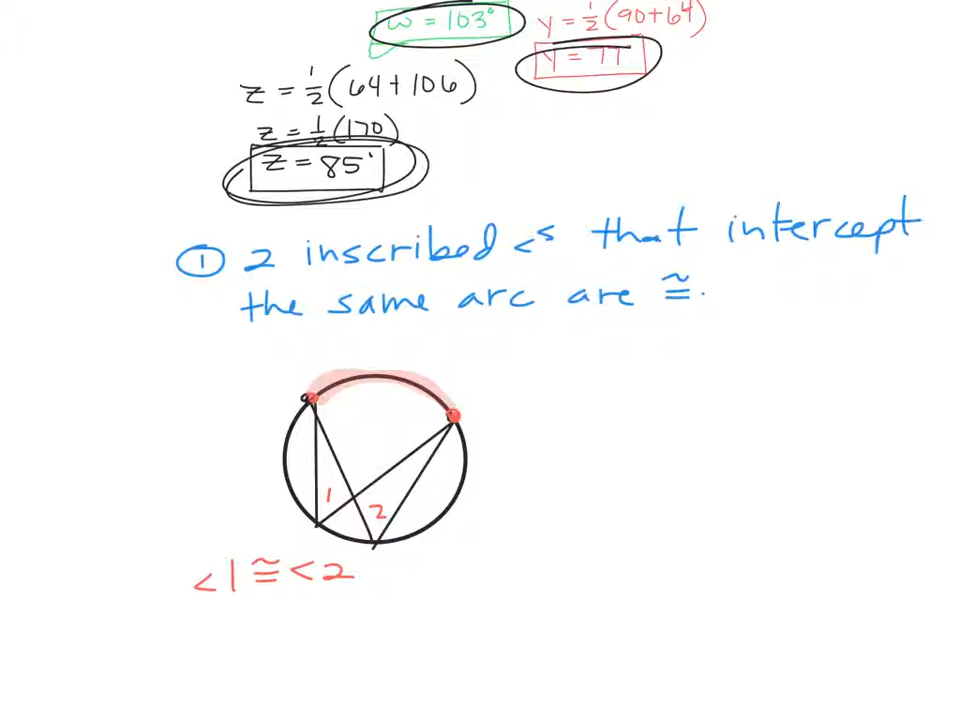 ω = 103°
y = 1/2(90+64)
y = 77
z = 1/2(64+106)
z = 1/2(170)
z = 85°
① 2 inscribed <s that intercept
the same arc are ≅.
1
2
<1 ≅ <2